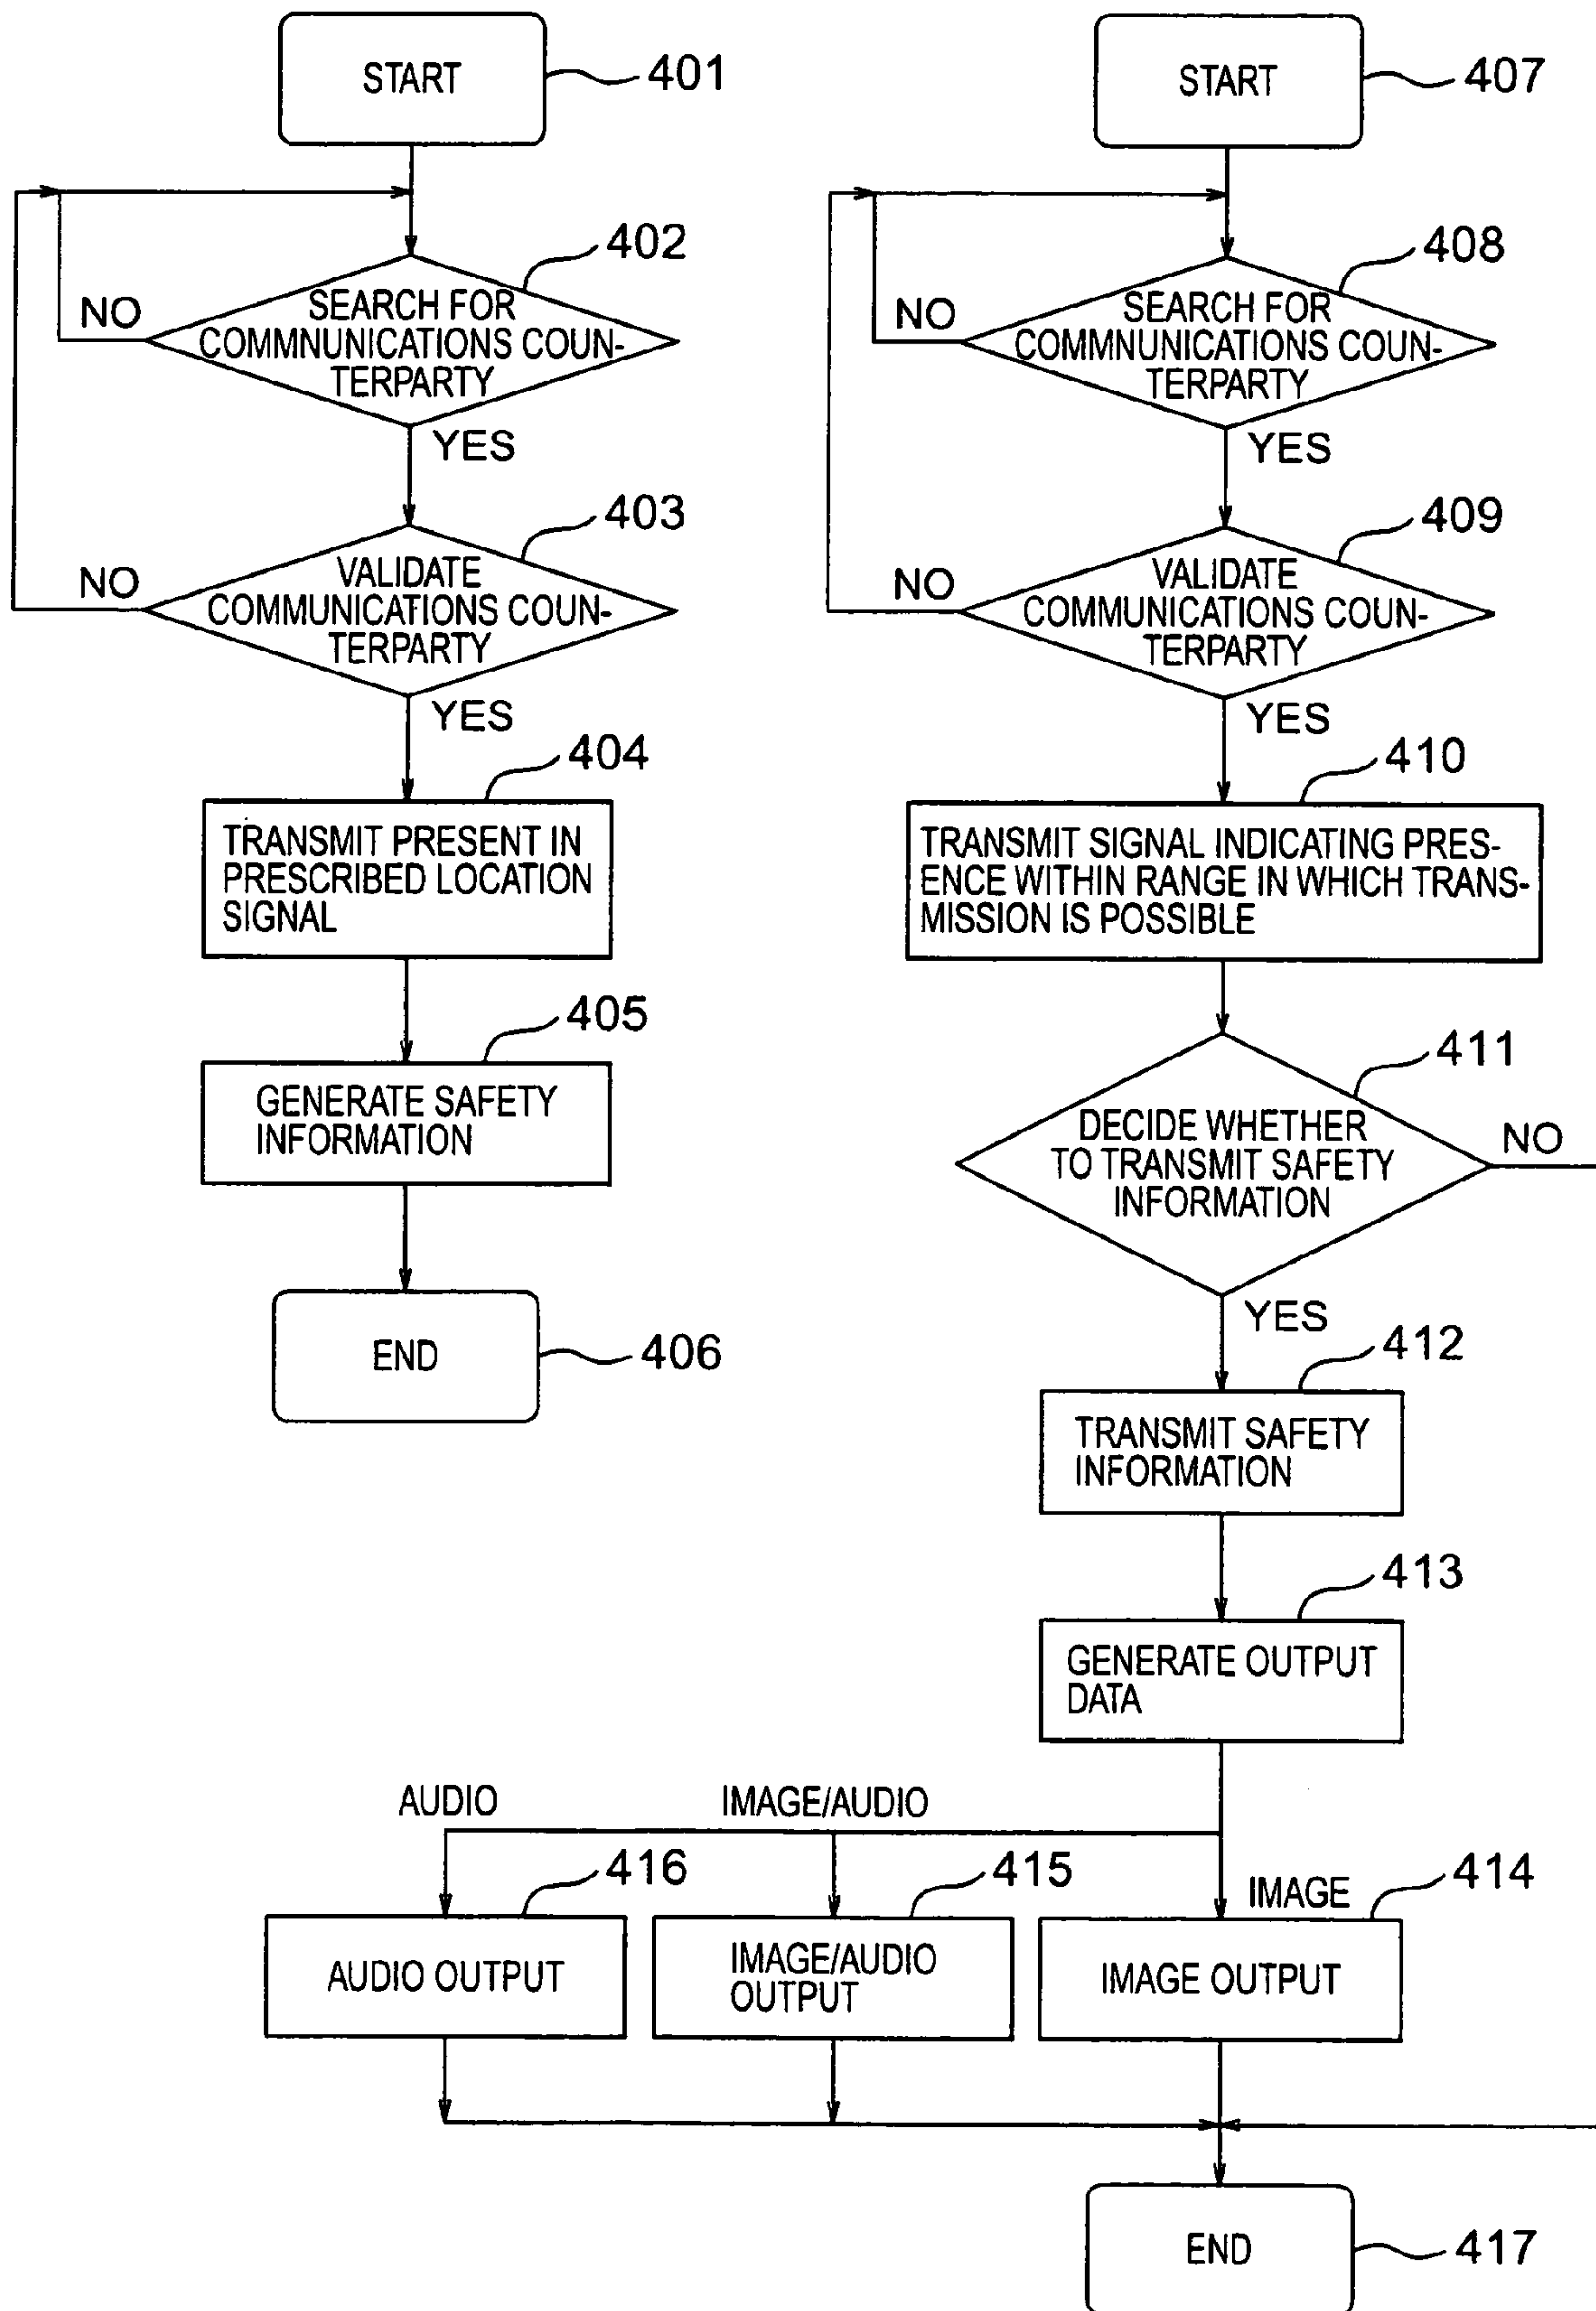 START
401
402
SEARCH FOR
COMMNUNICATIONS COUN-
TERPARTY
NO
YES
403
VALIDATE
COMMUNICATIONS COUN-
TERPARTY
NO
YES
404
TRANSMIT PRESENT IN
PRESCRIBED LOCATION
SIGNAL
405
GENERATE SAFETY
INFORMATION
END
406
START
407
408
SEARCH FOR
COMMNUNICATIONS COUN-
TERPARTY
NO
YES
409
VALIDATE
COMMUNICATIONS COUN-
TERPARTY
NO
YES
410
TRANSMIT SIGNAL INDICATING PRES-
ENCE WITHIN RANGE IN WHICH TRANS-
MISSION IS POSSIBLE
411
DECIDE WHETHER
TO TRANSMIT SAFETY
INFORMATION
NO
YES
412
TRANSMIT SAFETY
INFORMATION
413
GENERATE OUTPUT
DATA
AUDIO
IMAGE/AUDIO
IMAGE
416
AUDIO OUTPUT
415
IMAGE/AUDIO
OUTPUT
414
IMAGE OUTPUT
END
417